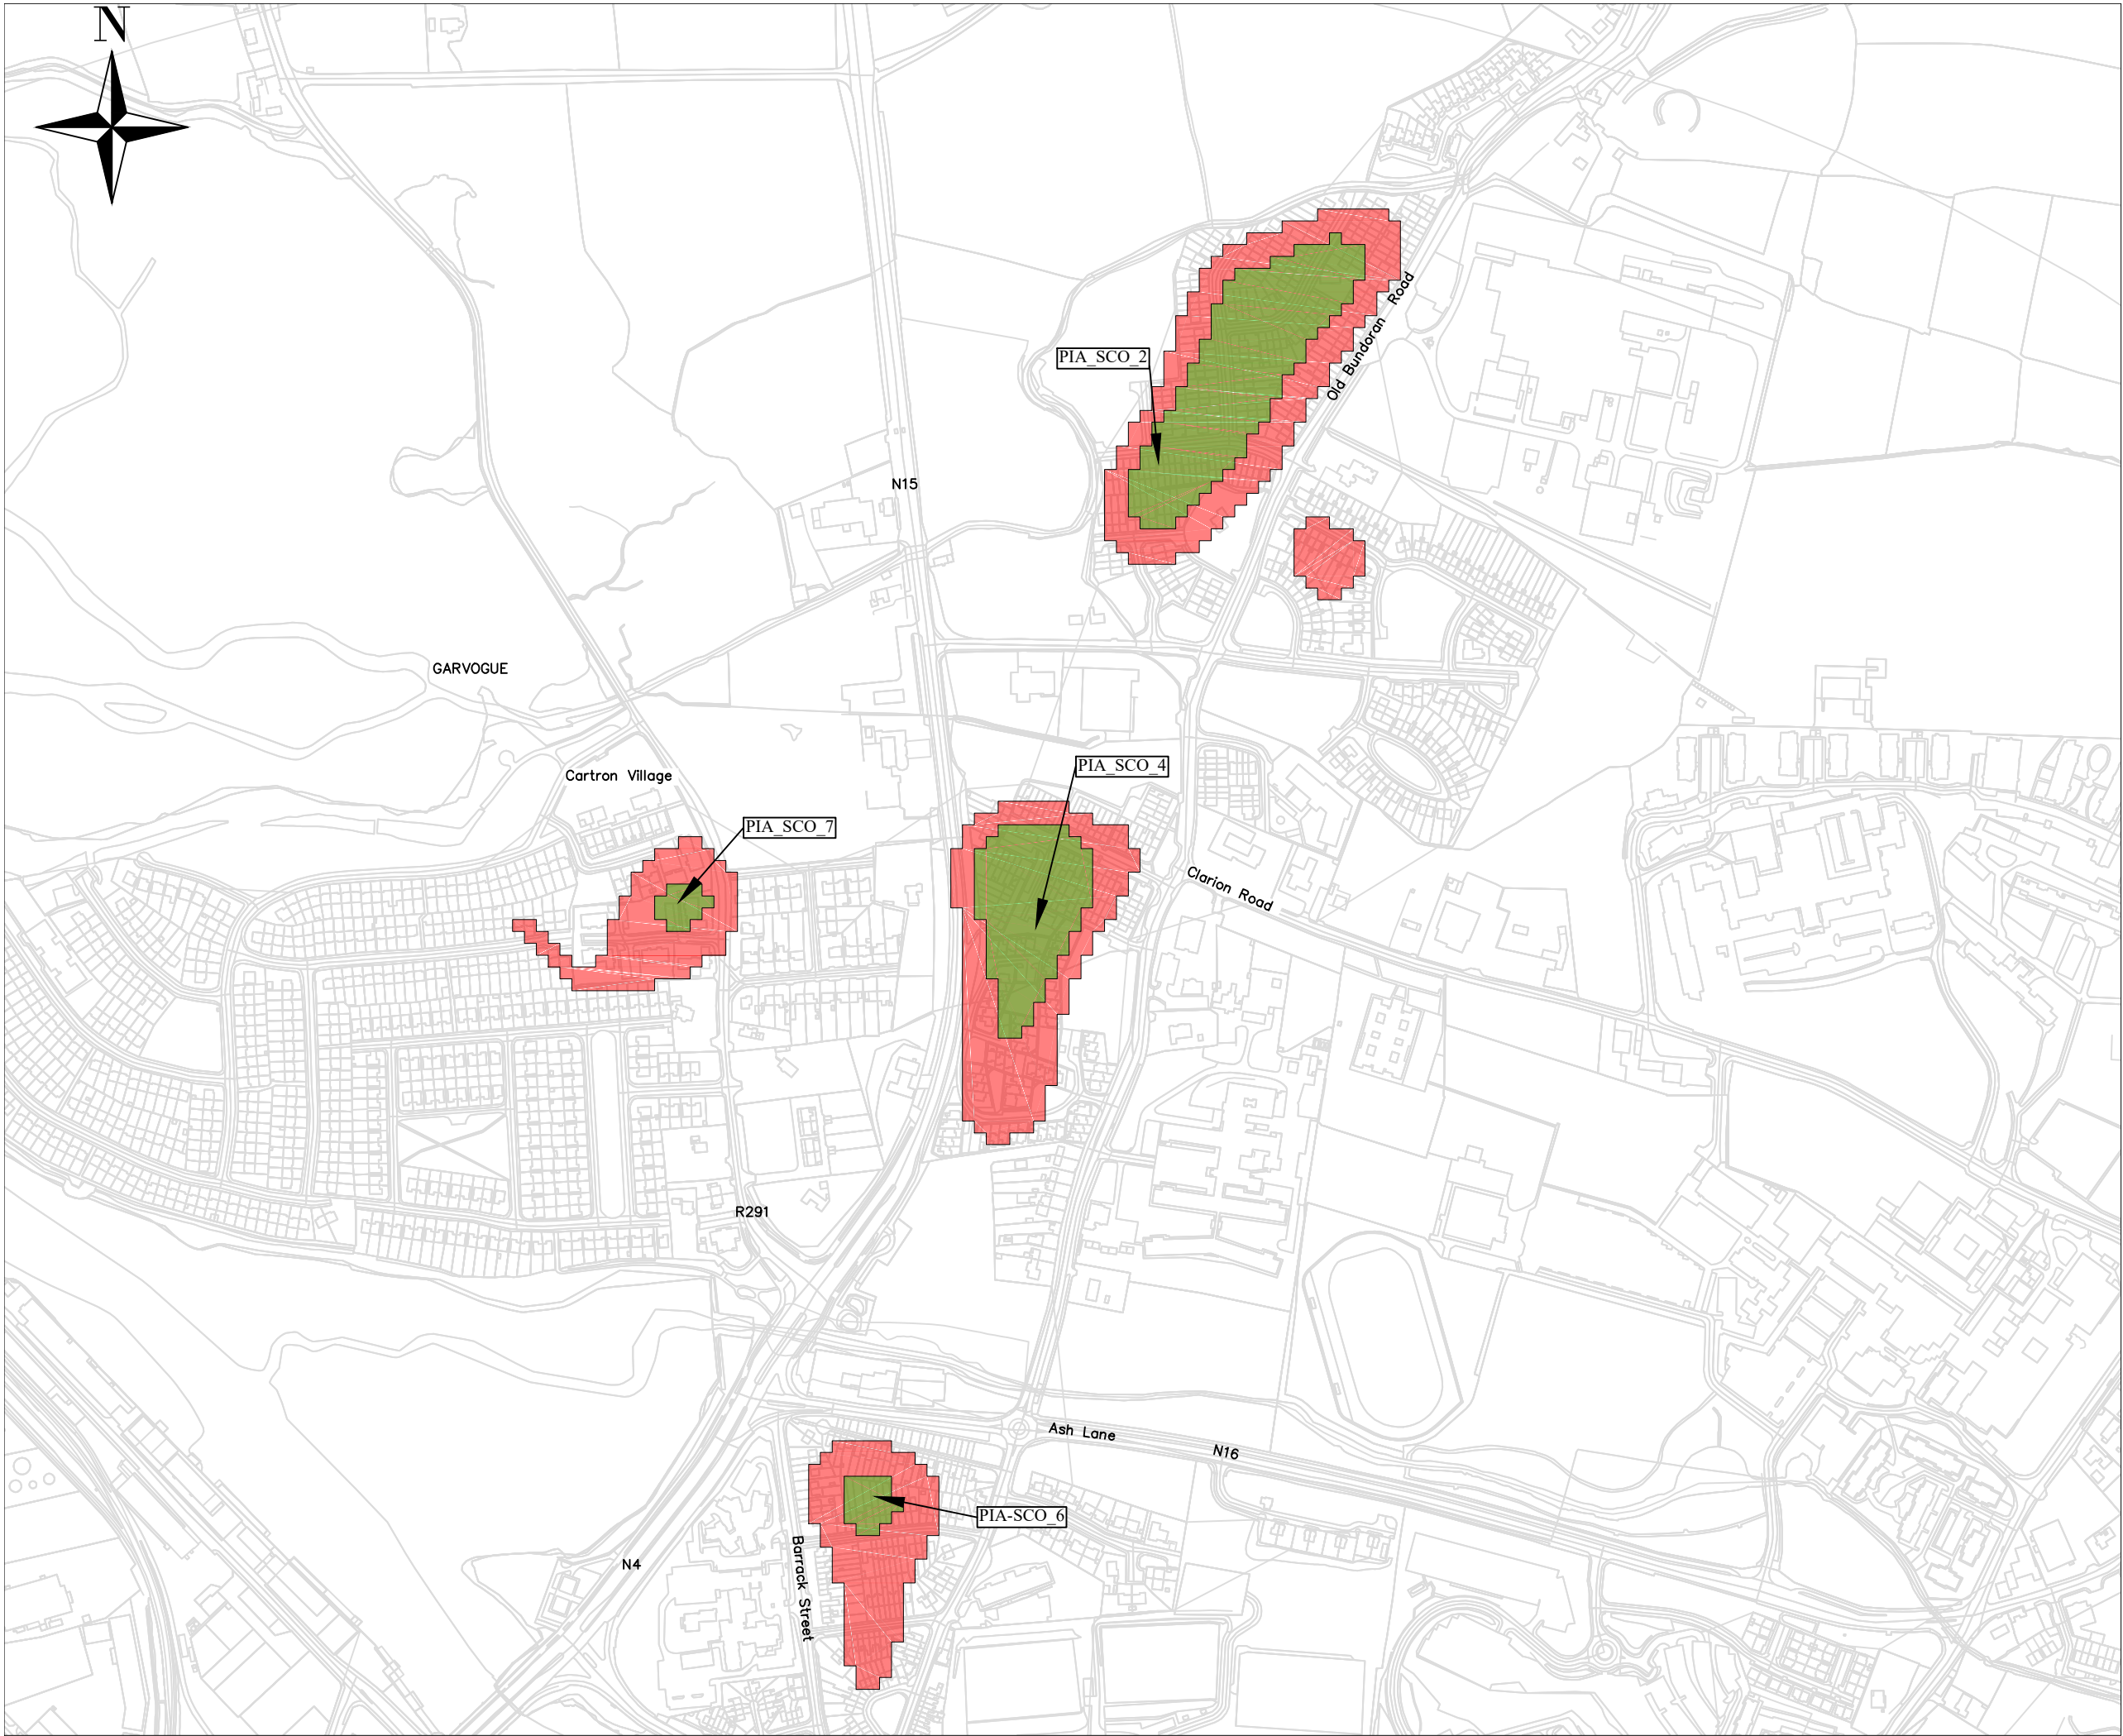 N
Old Bundoran Road
PIA_SCO_2
N15
GARVOGUE
Cartron Village
PIA_SCO_4
PIA_SCO_7
Clarion Road
R291
Ash Lane
N16
PIA-SCO_6
Barrack Street
N4